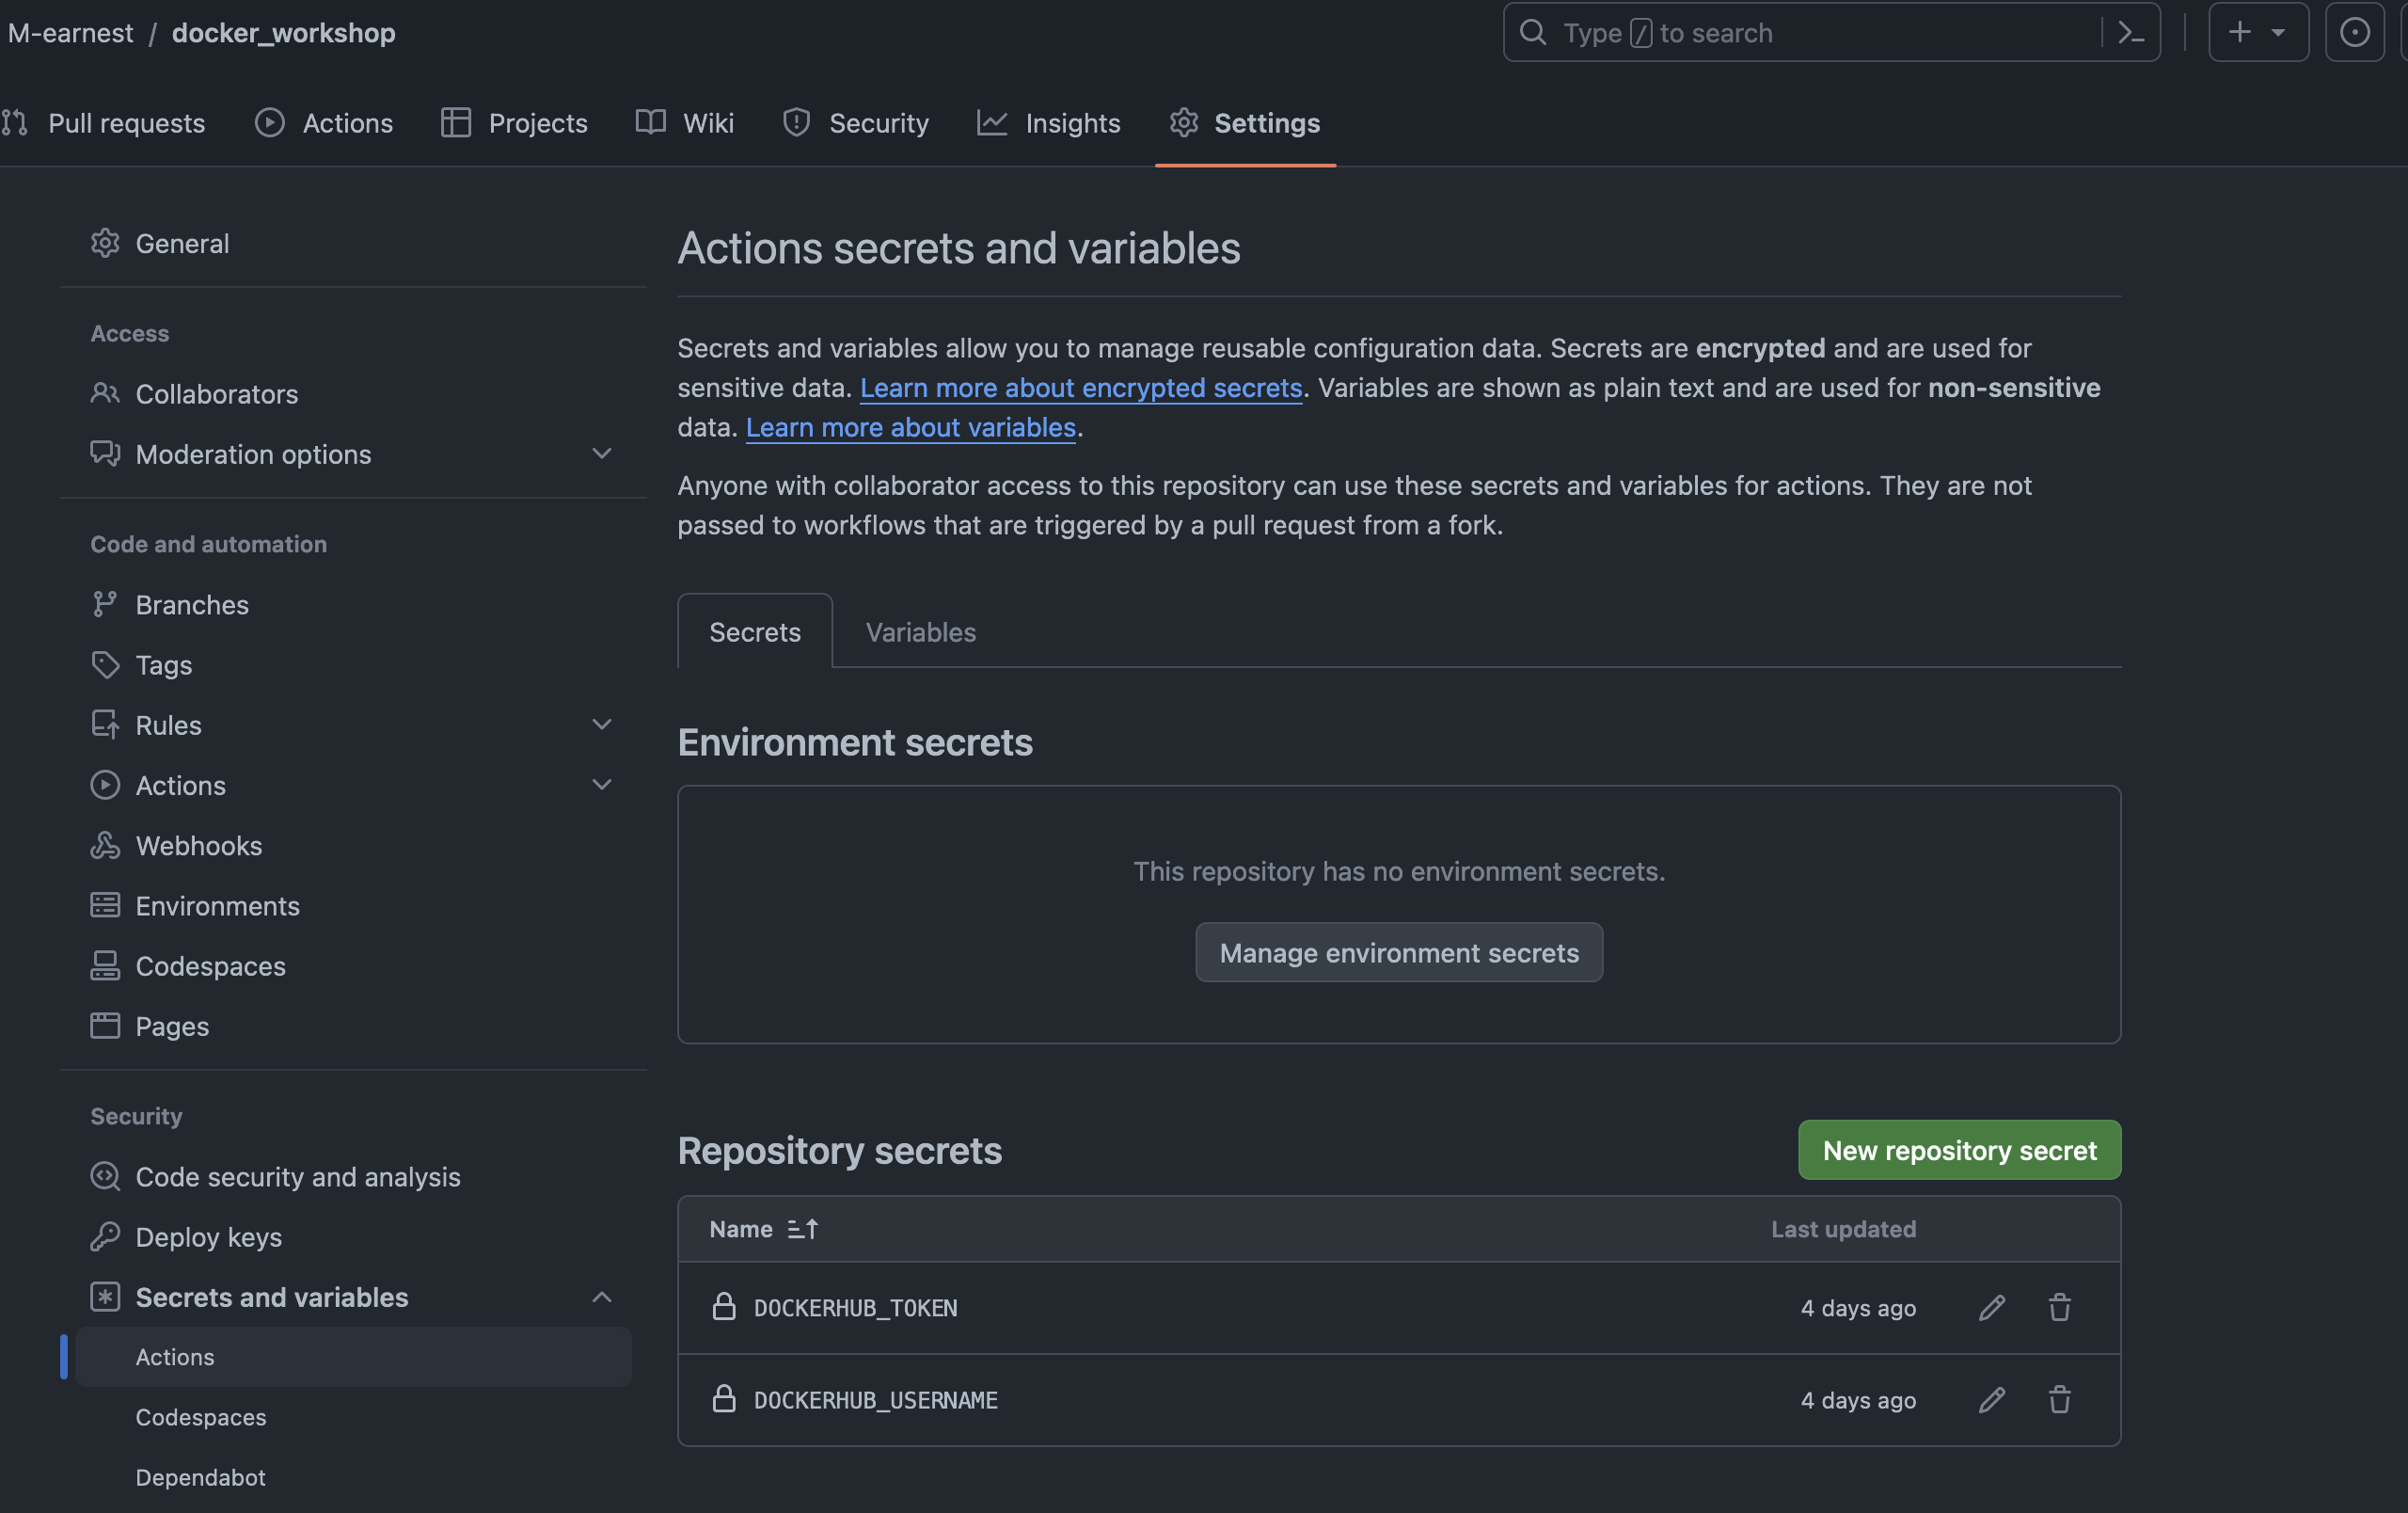 M-earnest / docker_workshop
Type / to search
Pull requests
Actions
Projects
Wiki
Security
Insights
Settings
General
Access
Collaborators
Moderation options
Code and automation
Branches
Tags
Rules
Actions
Webhooks
Environments
Codespaces
Pages
Security
Code security and analysis
Deploy keys
Secrets and variables
Actions
Codespaces
Dependabot
Actions secrets and variables
Secrets and variables allow you to manage reusable configuration data. Secrets are encrypted and are used for
sensitive data. Learn more about encrypted secrets. Variables are shown as plain text and are used for non-sensitive
data. Learn more about variables.
Anyone with collaborator access to this repository can use these secrets and variables for actions. They are not
passed to workflows that are triggered by a pull request from a fork.
Secrets
Variables
Environment secrets
This repository has no environment secrets.
Manage environment secrets
Repository secrets
New repository secret
Name
Last updated
DOCKERHUB_TOKEN
4 days ago
DOCKERHUB_USERNAME
4 days ago